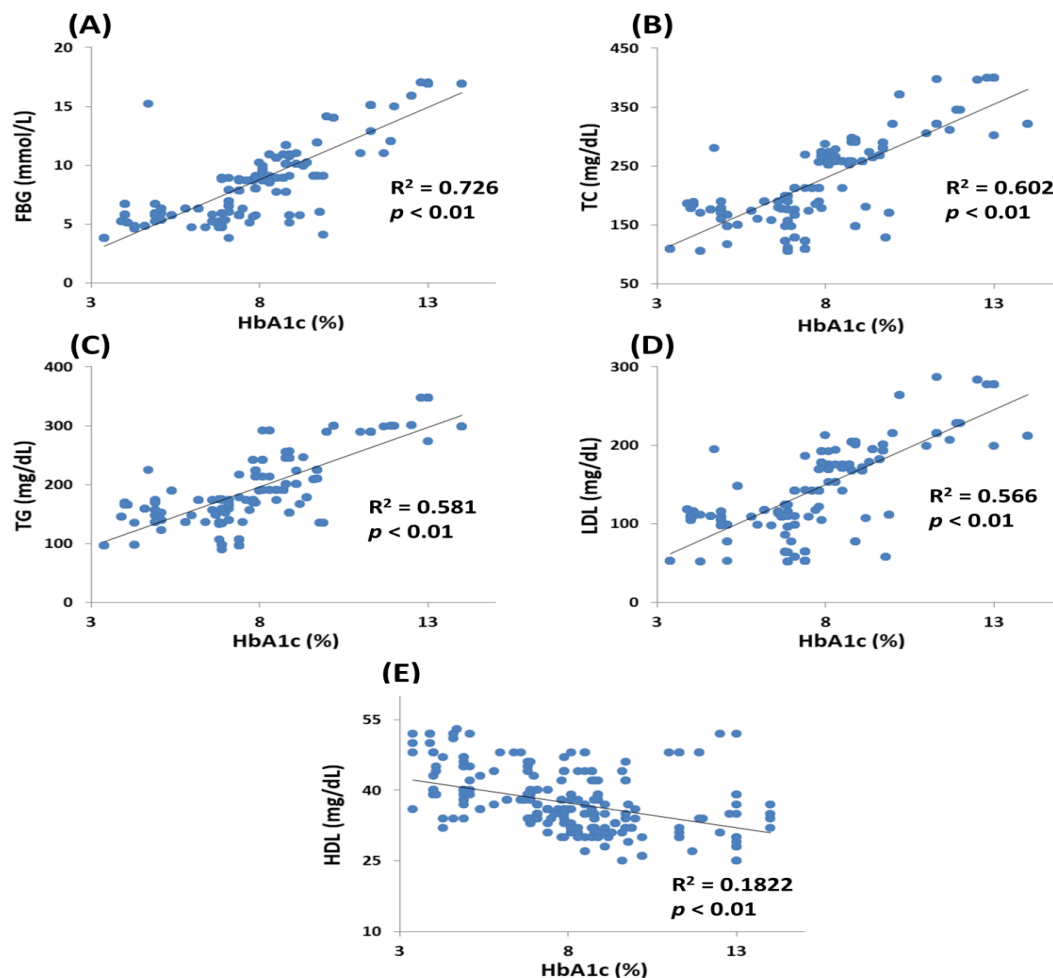 (A)
FBG (mmol/L)
20
15
10
5
0
R² = 0.726
p < 0.01
3 8 13
HbA1c (%)
(B)
TC (mg/dL)
450
350
250
150
50
R² = 0.602
p < 0.01
3 8 13
HbA1c (%)
(C)
TG (mg/dL)
400
300
200
100
0
R² = 0.581
p < 0.01
3 8 13
HbA1c (%)
(D)
LDL (mg/dL)
300
200
100
0
R² = 0.566
p < 0.01
3 8 13
HbA1c (%)
(E)
HDL (mg/dL)
55
40
25
10
R² = 0.1822
p < 0.01
3 8 13
HbA1c (%)